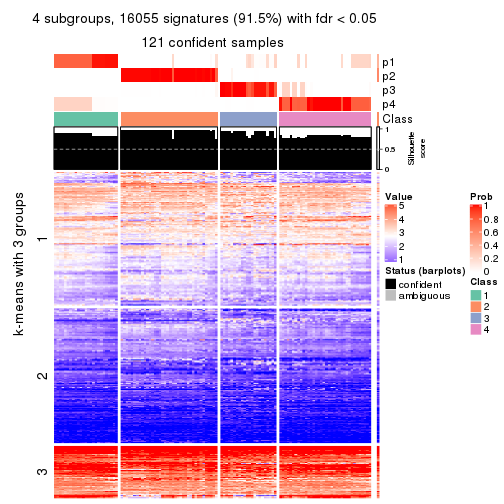 4 subgroups, 16055 signatures (91.5%) with fdr < 0.05
121 confident samples
p1
p2
p3
p4
Class
1
0.5
0
Silhouette
score
k-means with 3 groups
1
2
3
Value
5
4
3
2
1
Status (barplots)
confident
ambiguous
Prob
1
0.8
0.6
0.4
0.2
0
Class
1
2
3
4